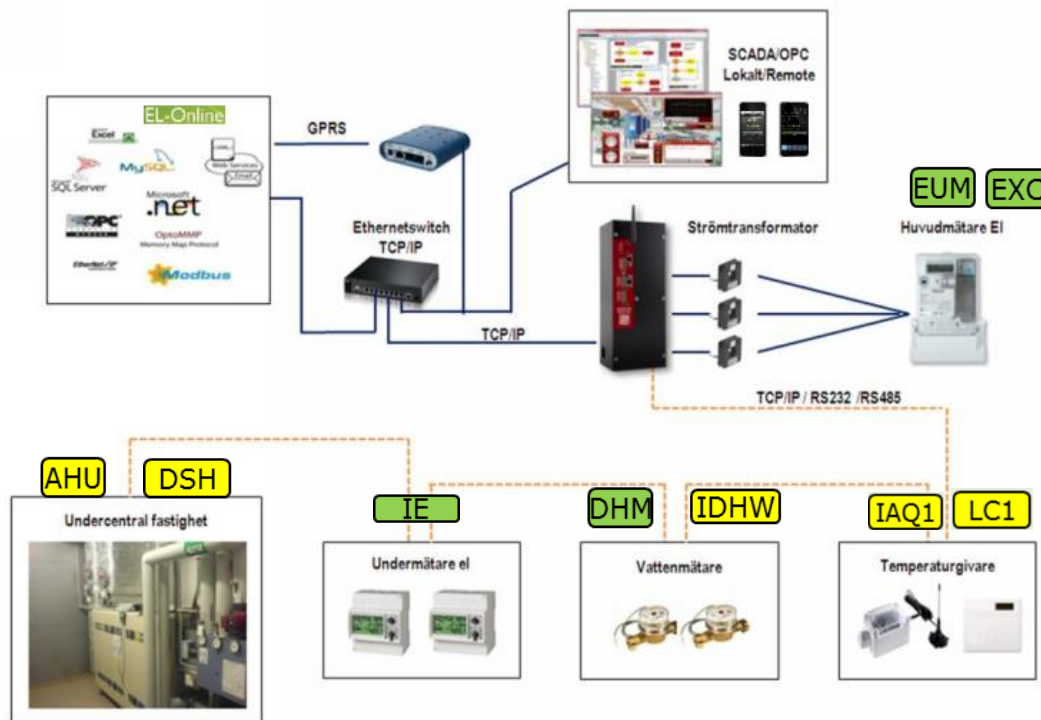 EL-Online
Excel
SQL Server
MySQL
Web Services
Email
Microsoft
.net
OPC
OptoMMP
Memory Map Protocol
EtherNet/IP
Modbus
GPRS
Ethernetswitch
TCP/IP
TCP/IP
SCADA/OPC
Lokalt/Remote
Strömtransformator
EUM
EXC
Huvudmätare El
TCP/IP / RS232 /RS485
AHU
DSH
Undercentral fastighet
IE
Undermätare el
DHM
IDHW
Vattenmätare
IAQ1
LC1
Temperaturgivare